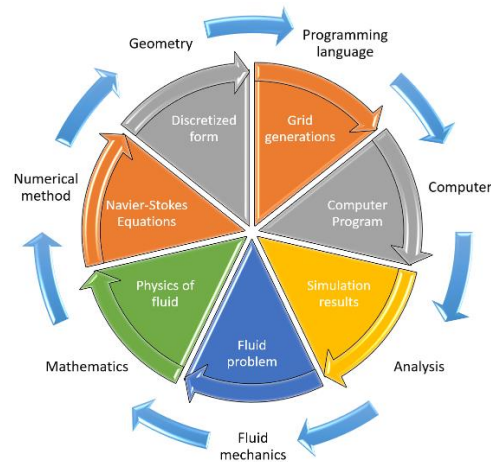 Geometry
Programming
language
Discretized
form
Grid
generations
Numerical
method
Navier-Stokes
Equations
Computer
Program
Computer
Physics
of fluid
Simulation
results
Mathematics
Fluid
problem
Analysis
Fluid
mechanics